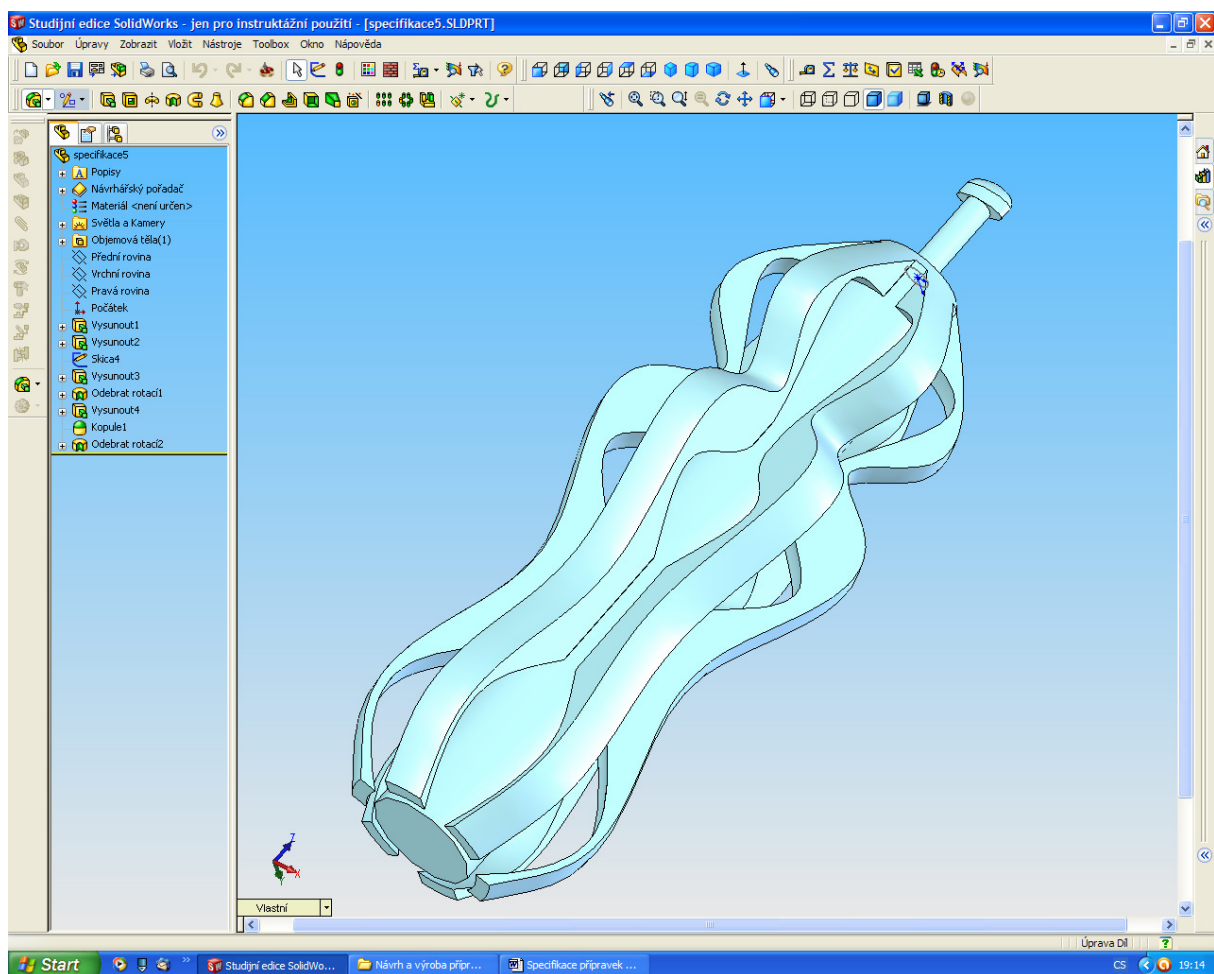 Studijní edice SolidWorks - jen pro instruktážní použití - [specifikace5.SLDPRT]
Soubor Úpravy Zobrazit Vložit Nástroje Toolbox Okno Nápověda
specifikace5
Popisy
Návrhářský pořadač
Materiál <není určen>
Světla a Kamery
Objemová těla(1)
Přední rovina
Vrchní rovina
Pravá rovina
Počátek
Vysunout1
Vysunout2
Skica4
Vysunout3
Odebrat rotací1
Vysunout4
Kopule1
Odebrat rotací2
Z
X
Y
Vlastní
Úprava Díl
Start
Studijní edice SolidWo...
Návrh a výroba přípr...
Specifikace přípravek ...
CS
19:14